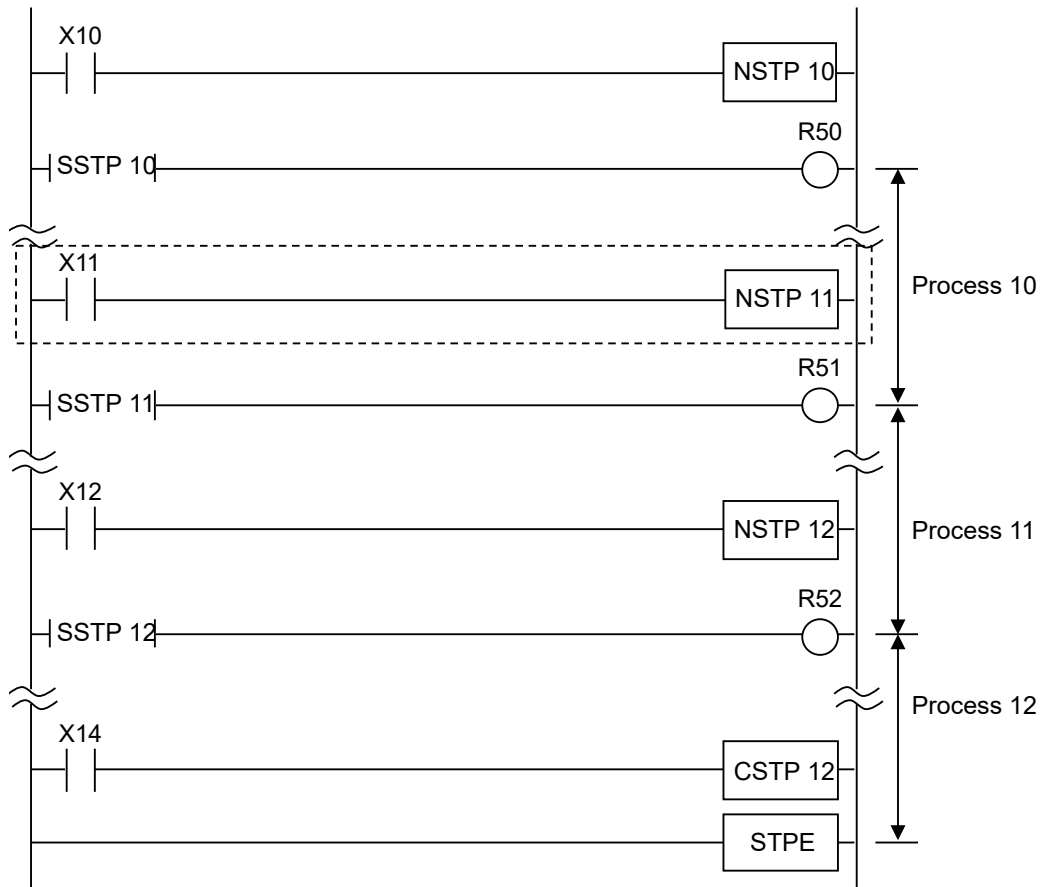 X10
NSTP 10
R50
SSTP 10
X11
NSTP 11
Process 10
R51
SSTP 11
X12
NSTP 12
Process 11
R52
SSTP 12
Process 12
X14
CSTP 12
STPE